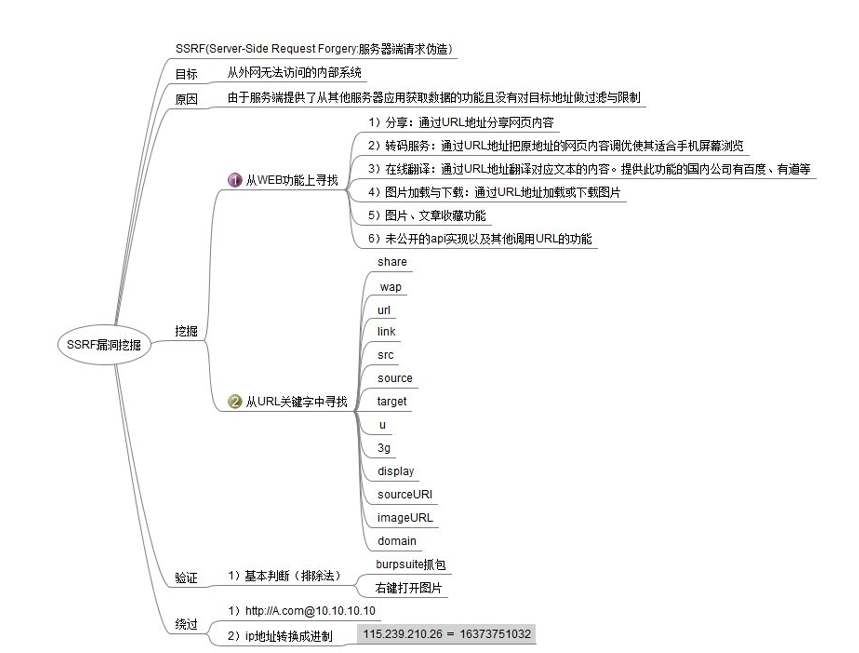 SSRF(Server-Side Request Forgery:服务器端请求伪造)
目标
从外网无法访问的内部系统
原因
由于服务端提供了从其他服务器应用获取数据的功能且没有对目标地址做过滤与限制
SSRF漏洞挖掘
挖掘
1 从WEB功能上寻找
1）分享：通过URL地址分享网页内容
2）转码服务：通过URL地址把原地址的网页内容调优使其适合手机屏幕浏览
3）在线翻译：通过URL地址翻译对应文本的内容。提供此功能的国内公司有百度、有道等
4）图片加载与下载：通过URL地址加载或下载图片
5）图片、文章收藏功能
6）未公开的api实现以及其他调用URL的功能
2 从URL关键字中寻找
share
wap
url
link
src
source
target
u
3g
display
sourceURl
imageURL
domain
验证
1）基本判断（排除法）
burpsuite抓包
右键打开图片
绕过
1）http://A.com@10.10.10.10
2）ip地址转换成进制
115.239.210.26 = 16373751032